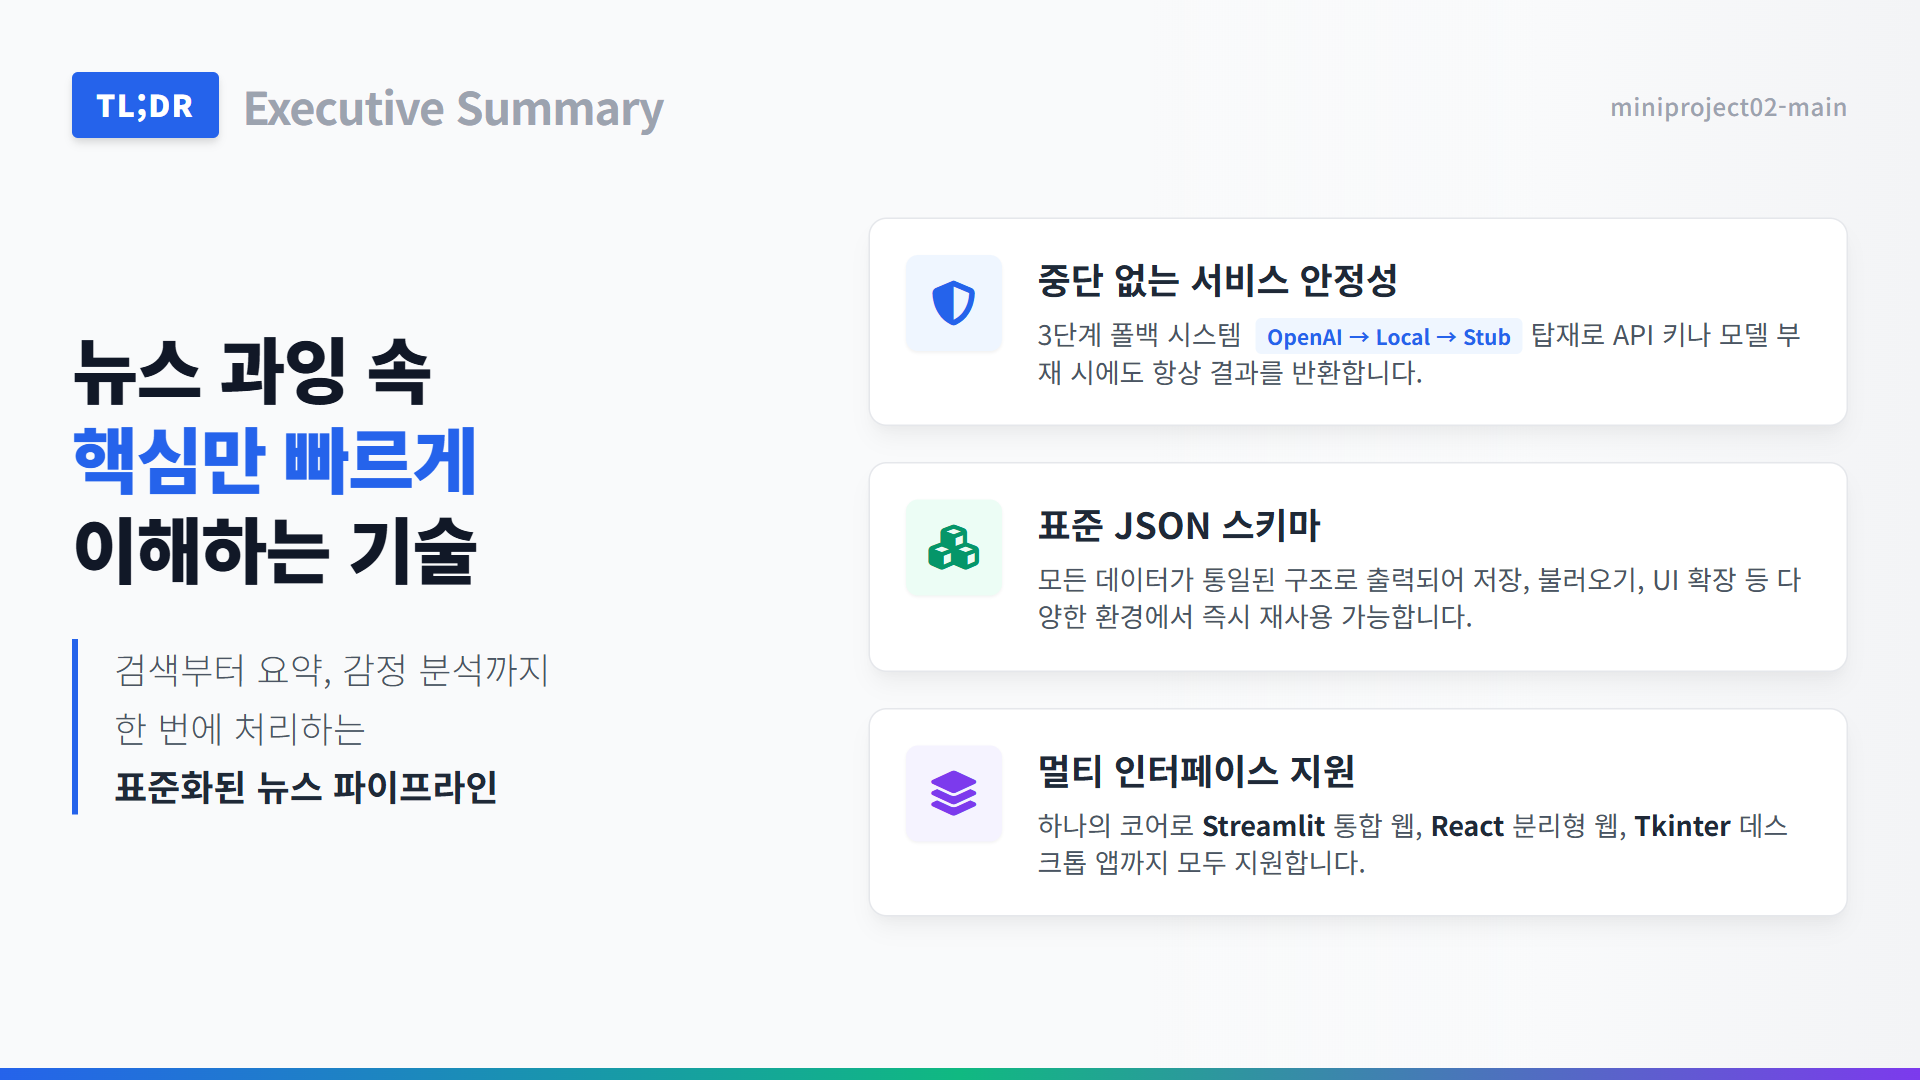 TL;DR
Executive Summary
miniproject02-main
뉴스 과잉 속
핵심만 빠르게
이해하는 기술
검색부터 요약, 감정 분석까지
한 번에 처리하는
표준화된 뉴스 파이프라인
중단 없는 서비스 안정성
3단계 폴백 시스템 OpenAI → Local → Stub 탑재로 API 키나 모델 부
재 시에도 항상 결과를 반환합니다.
표준 JSON 스키마
모든 데이터가 통일된 구조로 출력되어 저장, 불러오기, UI 확장 등 다
양한 환경에서 즉시 재사용 가능합니다.
멀티 인터페이스 지원
하나의 코어로 Streamlit 통합 웹, React 분리형 웹, Tkinter 데스
크톱 앱까지 모두 지원합니다.